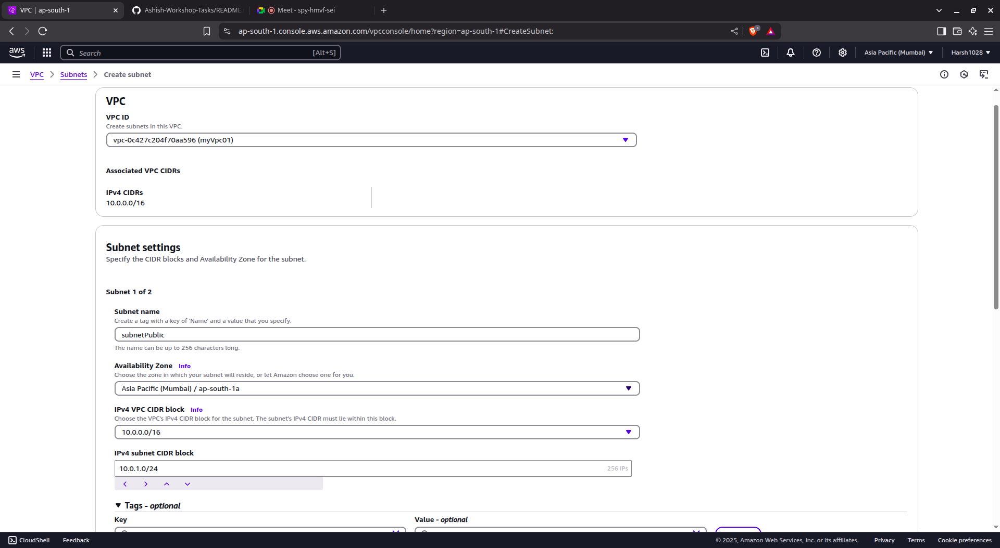 VPC | ap-south-1
Ashish-Workshop-Tasks/README.
Meet - spy-hmvf-sei
ap-south-1.console.aws.amazon.com/vpcconsole/home?region=ap-south-1#CreateSubnet:
aws
Search
[Alt+S]
Asia Pacific (Mumbai)
Harsh1028
VPC
Subnets
Create subnet
VPC
VPC ID
Create subnets in this VPC.
vpc-0c427c204f70aa596 (myVpc01)
Associated VPC CIDRs
IPv4 CIDRs
10.0.0.0/16
Subnet settings
Specify the CIDR blocks and Availability Zone for the subnet.
Subnet 1 of 2
Subnet name
Create a tag with a key of 'Name' and a value that you specify.
subnetPublic
The name can be up to 256 characters long.
Availability Zone Info
Choose the zone in which your subnet will reside, or let Amazon choose one for you.
Asia Pacific (Mumbai) / ap-south-1a
IPv4 VPC CIDR block Info
Choose the VPC's IPv4 CIDR block for the subnet. The subnet's IPv4 CIDR must lie within this block.
10.0.0.0/16
IPv4 subnet CIDR block
10.0.1.0/24
256 IPs
Tags - optional
Key
Value - optional
CloudShell
Feedback
© 2025, Amazon Web Services, Inc. or its affiliates.
Privacy
Terms
Cookie preferences